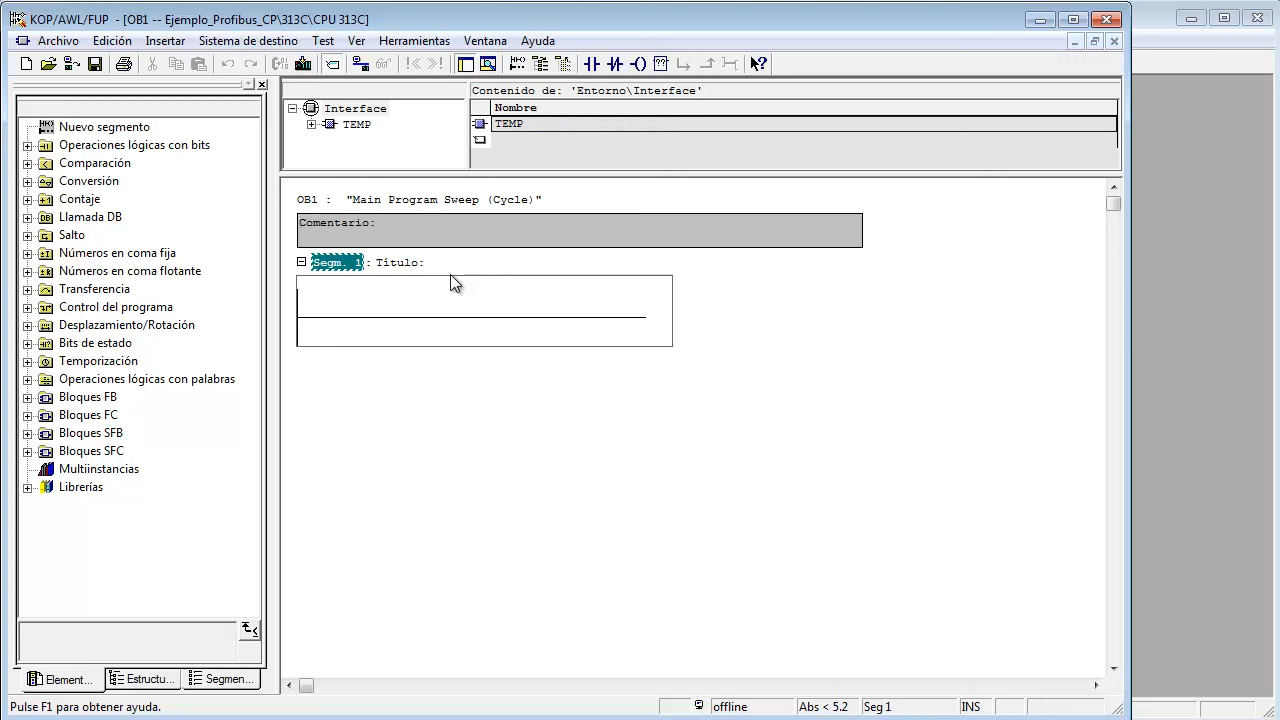 KOP/AWL/FUP - [OB1 -- Ejemplo_Profibus_CP\313C\CPU 313C]
Archivo Edición Insertar Sistema de destino Test Ver Herramientas Ventana Ayuda
Contenido de: 'Entorno\Interface'
Interface
Nombre
TEMP
TEMP
Nuevo segmento
Operaciones lógicas con bits
Comparación
Conversión
Contaje
Llamada DB
Salto
Números en coma fija
Números en coma flotante
Transferencia
Control del programa
Desplazamiento/Rotación
Bits de estado
Temporización
Operaciones lógicas con palabras
Bloques FB
Bloques FC
Bloques SFB
Bloques SFC
Multiinstancias
Librerías
OB1 : "Main Program Sweep (Cycle)"
Comentario:
Segm. 1: Título:
Element... Estructu... Segmen...
Pulse F1 para obtener ayuda.
offline Abs < 5.2 Seg 1 INS